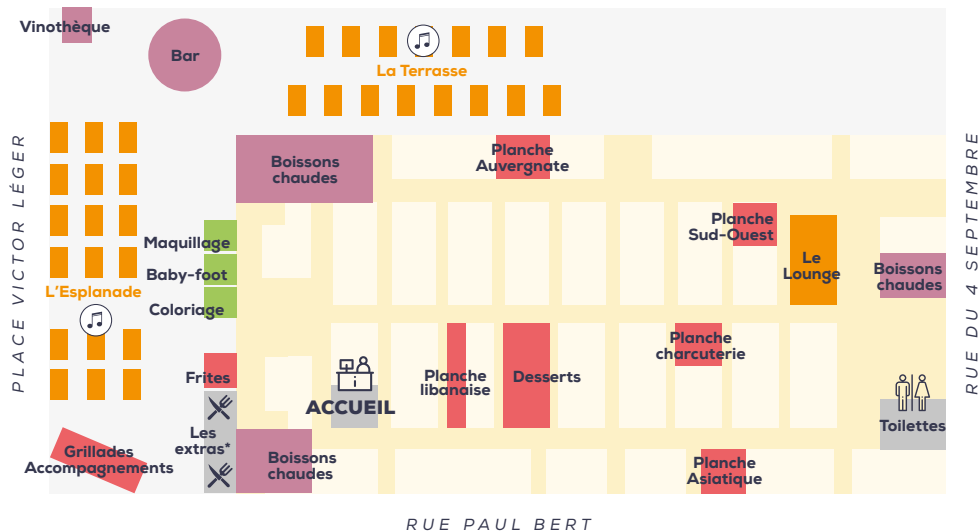 Vinothèque
Bar
La Terrasse
PLACE VICTOR LÉGER
Boissons
chaudes
Planche
Auvergnate
RUE DU 4 SEPTEMBRE
Maquillage
Baby-foot
Coloriage
Planche
Sud-Ouest
Le
Lounge
Boissons
chaudes
L'Esplanade
Frites
ACCUEIL
Planche
libanaise
Desserts
Planche
charcuterie
Toilettes
Les
extras*
Grillades
Accompagnements
Boissons
chaudes
Planche
Asiatique
RUE PAUL BERT